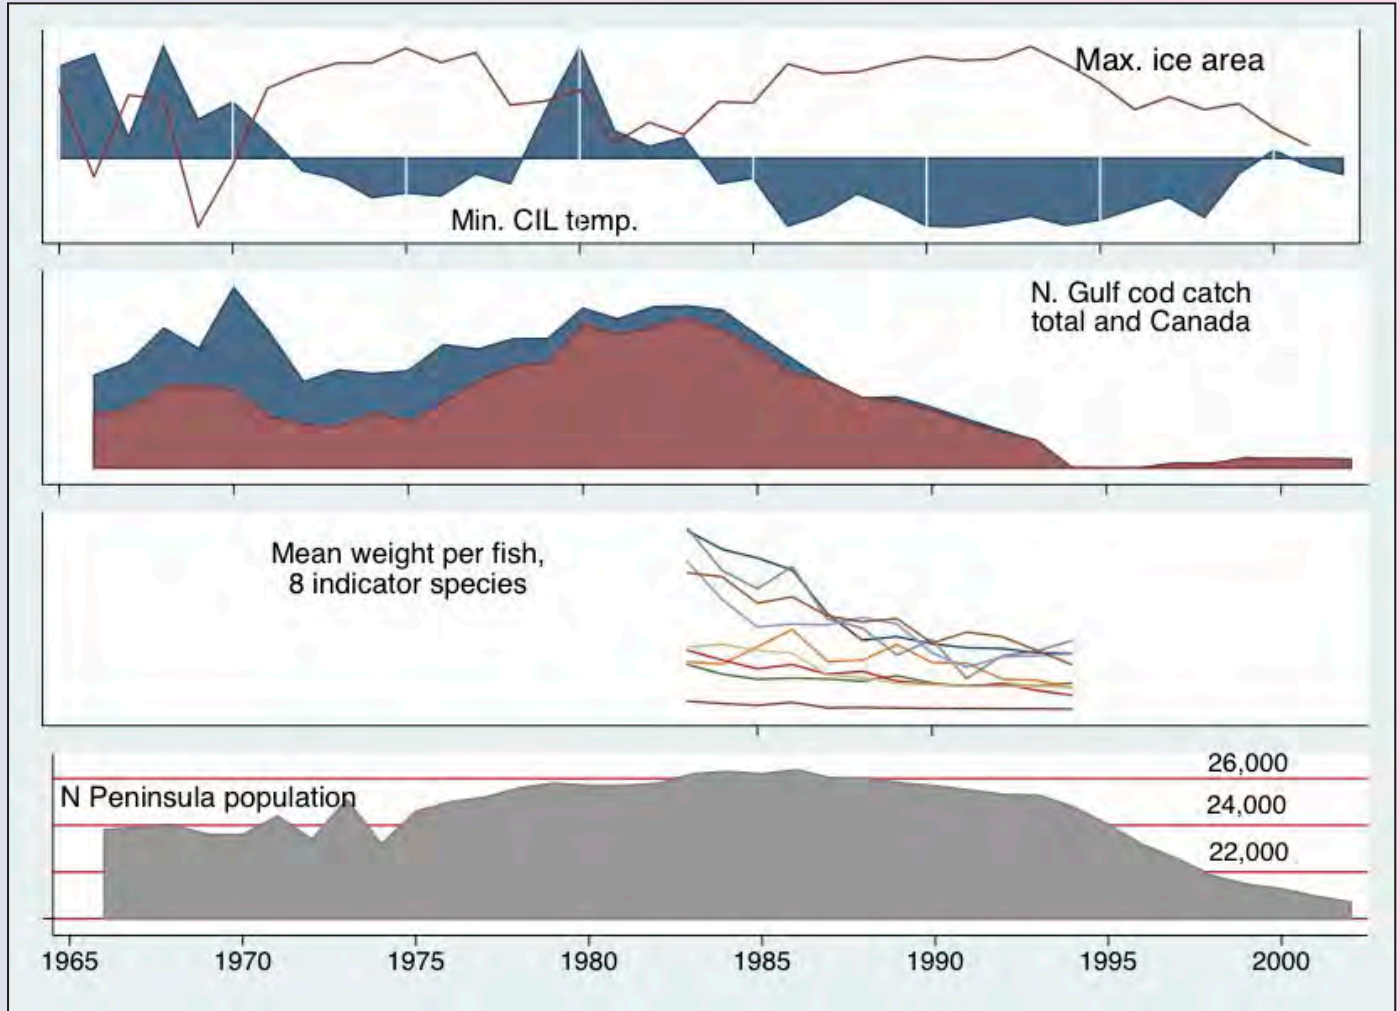 Max. ice area
Min. CIL temp.
N. Gulf cod catch
total and Canada
Mean weight per fish,
8 indicator species
26,000
N Peninsula population
24,000
22,000
1965 1970 1975 1980 1985 1990 1995 2000